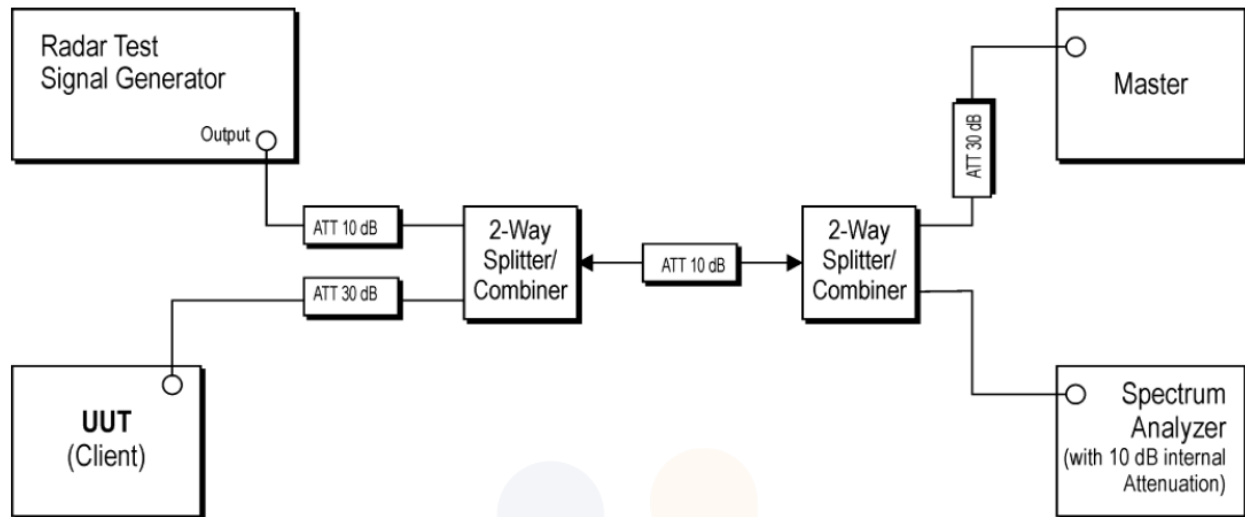 Radar Test
Signal Generator
Output
ATT 10 dB
ATT 30 dB
2-Way
Splitter/
Combiner
ATT 10 dB
2-Way
Splitter/
Combiner
ATT 30 dB
Master
UUT
(Client)
Spectrum
Analyzer
(with 10 dB internal
Attenuation)